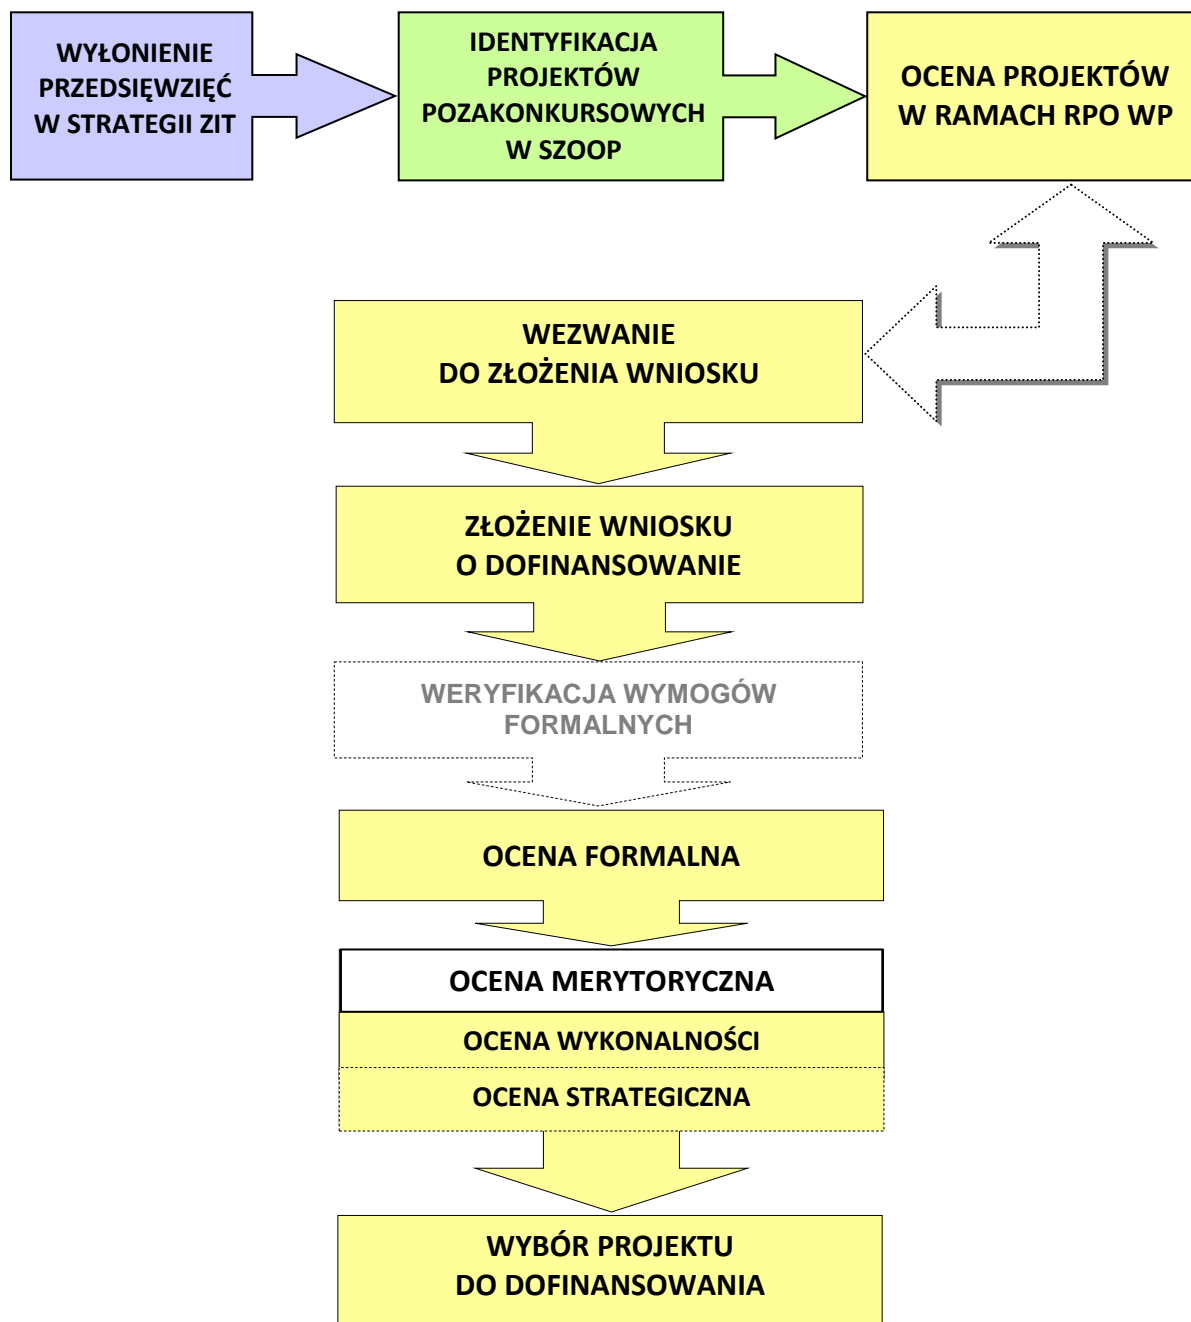 WYŁONIENIE
PRZEDSIĘWZIĘĆ
W STRATEGII ZIT
IDENTYFIKACJA
PROJEKTÓW
POZAKONKURSOWYCH
W SZOOP
OCENA PROJEKTÓW
W RAMACH RPO WP
WEZWANIE
DO ZŁOŻENIA WNIOSKU
ZŁOŻENIE WNIOSKU
O DOFINANSOWANIE
WERYFIKACJA WYMOGÓW
FORMALNYCH
OCENA FORMALNA
OCENA MERYTORYCZNA
OCENA WYKONALNOŚCI
OCENA STRATEGICZNA
WYBÓR PROJEKTU
DO DOFINANSOWANIA